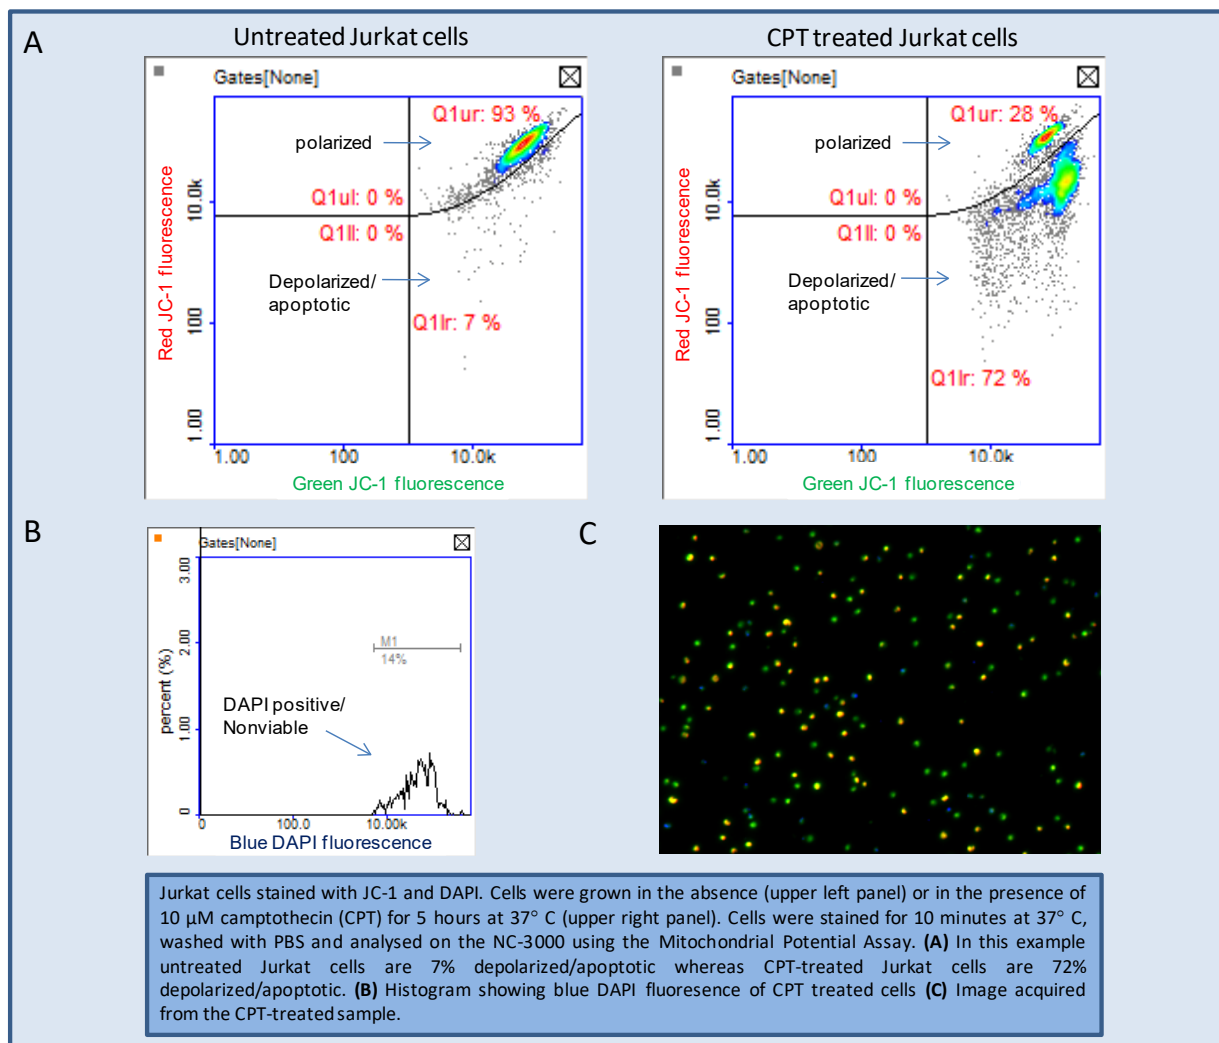 A
Untreated Jurkat cells
CPT treated Jurkat cells
Gates[None]
Q1ur: 93 %
polarized
Q1ul: 0 %
Q1ll: 0 %
Depolarized/
apoptotic
Q1lr: 7 %
Red JC-1 fluorescence
10.0k
100
1.00
1.00 100 10.0k
Green JC-1 fluorescence
Gates[None]
Q1ur: 28 %
polarized
Q1ul: 0 %
Q1ll: 0 %
Depolarized/
apoptotic
Q1lr: 72 %
Red JC-1 fluorescence
10.0k
100
1.00
1.00 100 10.0k
Green JC-1 fluorescence
B
Gates[None]
3.00
2.00
1.00
0
percent (%)
M1
14%
DAPI positive/
Nonviable
0 100.0 10.00k
Blue DAPI fluorescence
C
Jurkat cells stained with JC-1 and DAPI. Cells were grown in the absence (upper left panel) or in the presence of
10 µM camptothecin (CPT) for 5 hours at 37° C (upper right panel). Cells were stained for 10 minutes at 37° C,
washed with PBS and analysed on the NC-3000 using the Mitochondrial Potential Assay. (A) In this example
untreated Jurkat cells are 7% depolarized/apoptotic whereas CPT-treated Jurkat cells are 72%
depolarized/apoptotic. (B) Histogram showing blue DAPI fluoresence of CPT treated cells (C) Image acquired
from the CPT-treated sample.